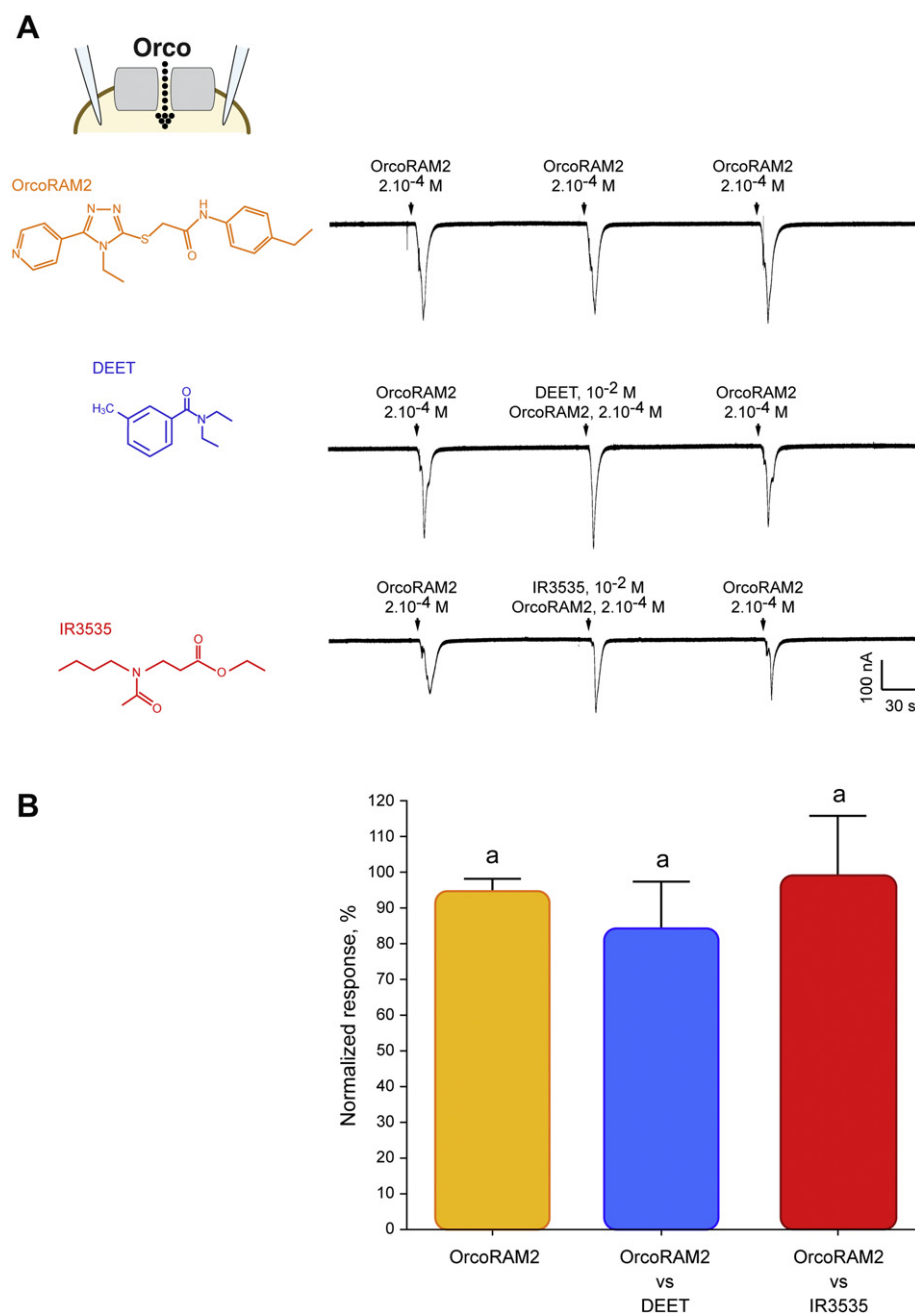 A
Orco
OrcoRAM2
N N
N
N
S
O
H
N
OrcoRAM2 OrcoRAM2 OrcoRAM2
2.10⁻⁴ M 2.10⁻⁴ M 2.10⁻⁴ M
DEET
H₃C
O
N
OrcoRAM2 DEET, 10⁻² M OrcoRAM2
2.10⁻⁴ M OrcoRAM2, 2.10⁻⁴ M 2.10⁻⁴ M
IR3535
N
O
O
O
OrcoRAM2 IR3535, 10⁻² M OrcoRAM2
2.10⁻⁴ M OrcoRAM2, 2.10⁻⁴ M 2.10⁻⁴ M
100 nA
30 s
B
Normalized response, %
120
110
100
90
80
70
60
50
40
30
20
10
0
a a a
OrcoRAM2
OrcoRAM2
vs
DEET
OrcoRAM2
vs
IR3535